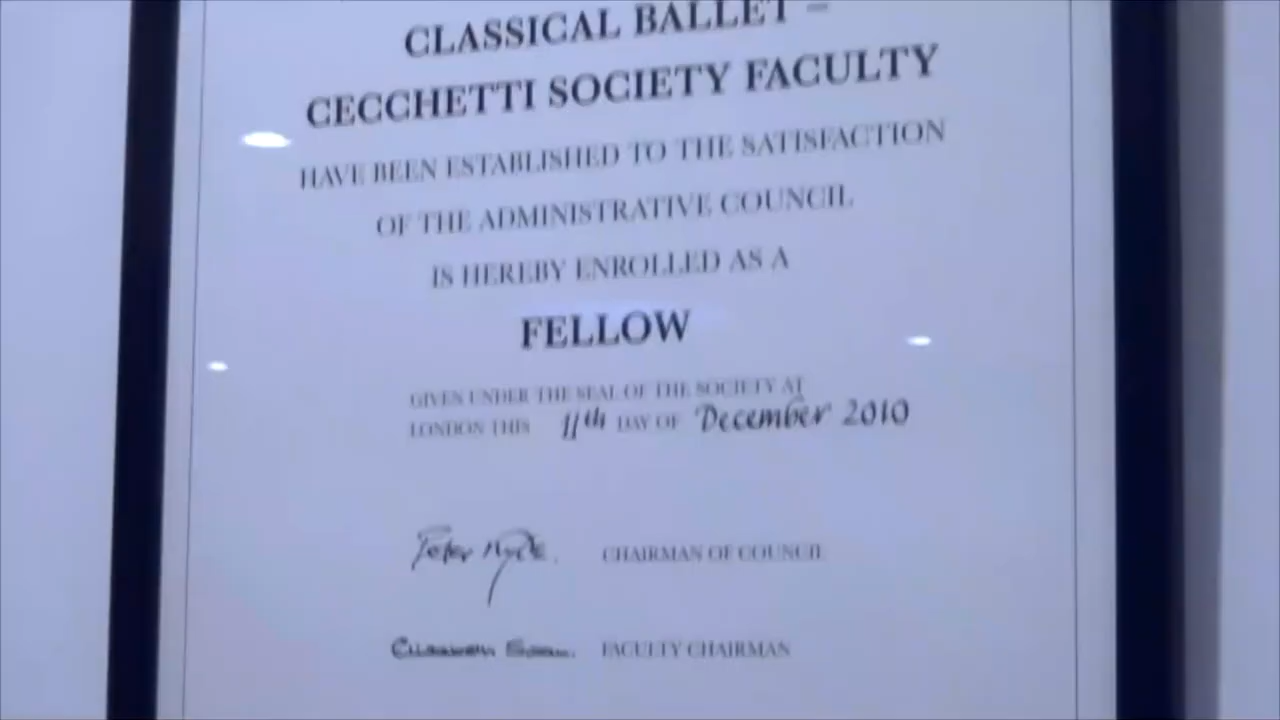 CLASSICAL BALLET –
CECCHETTI SOCIETY FACULTY
HAVE BEEN ESTABLISHED TO THE SATISFACTION
OF THE ADMINISTRATIVE COUNCIL
IS HEREBY ENROLLED AS A
FELLOW
GIVEN UNDER THE SEAL OF THE SOCIETY AT
LONDON THIS 11th DAY OF December 2010
Peter CHAIRMAN OF COUNCIL
FACULTY CHAIRMAN